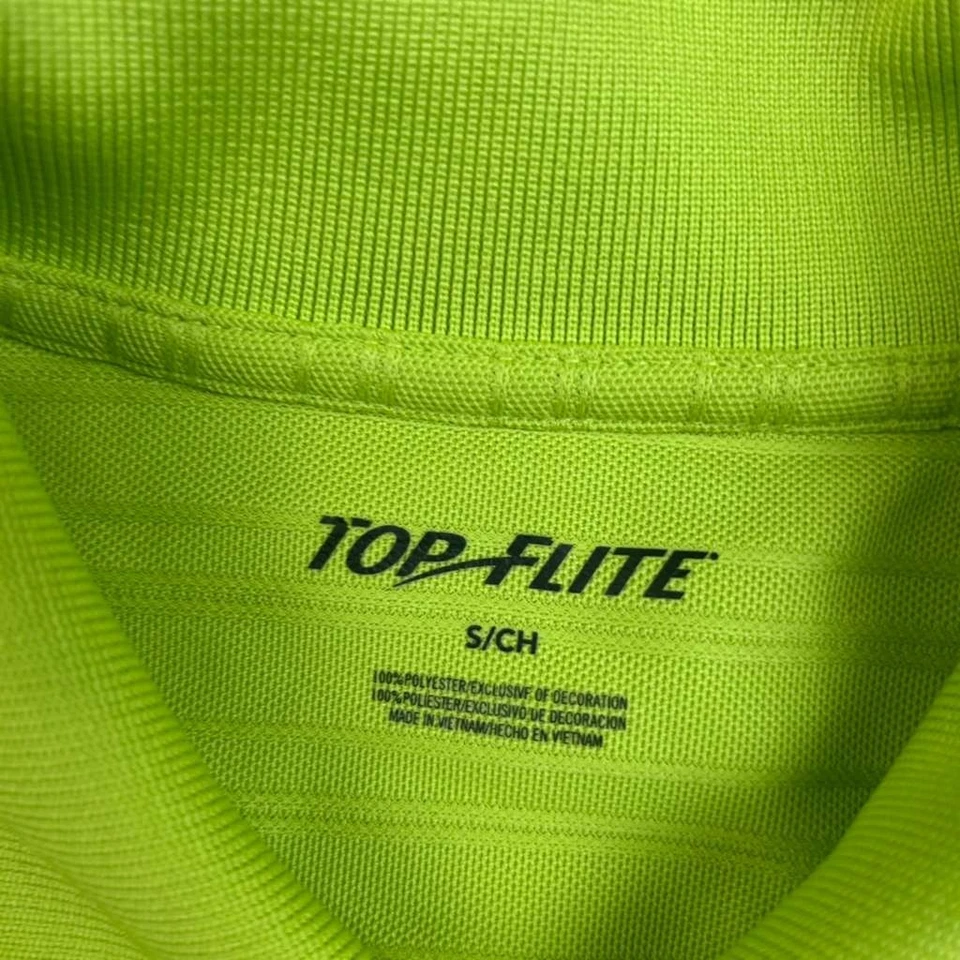 TOP FLITE
S/CH
100% POLYESTER/EXCLUSIVE OF DECORATION
100% POLIESTER/EXCLUSIVO DE DECORACION
MADE IN VIETNAM/HECHO EN VIETNAM